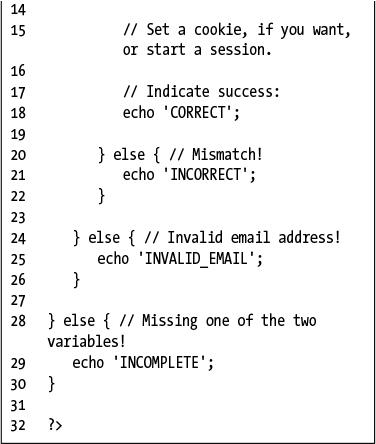 14
15 // Set a cookie, if you want,
or start a session.
16
17 // Indicate success:
18 echo 'CORRECT';
19
20 } else { // Mismatch!
21 echo 'INCORRECT';
22 }
23
24 } else { // Invalid email address!
25 echo 'INVALID_EMAIL';
26 }
27
28 } else { // Missing one of the two
variables!
29 echo 'INCOMPLETE';
30 }
31
32 ?>